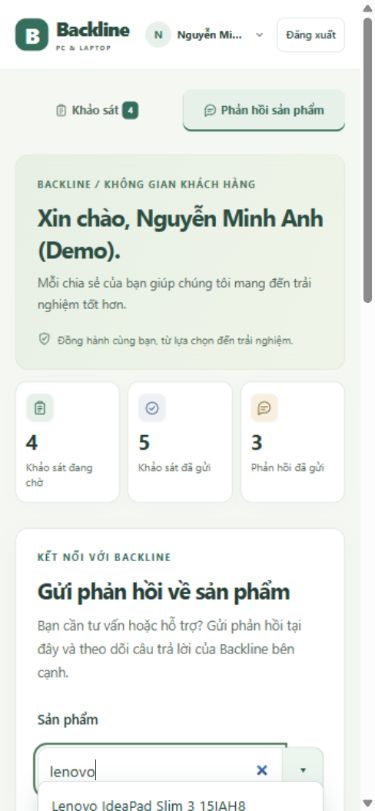 B Backline
PC & LAPTOP
N Nguyễn Mi...
Đăng xuất
Khảo sát 4
Phản hồi sản phẩm
BACKLINE / KHÔNG GIAN KHÁCH HÀNG
Xin chào, Nguyễn Minh Anh
(Demo).
Mỗi chia sẻ của bạn giúp chúng tôi mang đến trải
nghiệm tốt hơn.
Đồng hành cùng bạn, từ lựa chọn đến trải nghiệm.
4
Khảo sát đang
chờ
5
Khảo sát đã gửi
3
Phản hồi đã gửi
KẾT NỐI VỚI BACKLINE
Gửi phản hồi về sản phẩm
Bạn cần tư vấn hoặc hỗ trợ? Gửi phản hồi tại
đây và theo dõi câu trả lời của Backline bên
cạnh.
Sản phẩm
lenovo
Lenovo IdeaPad Slim 3 15IAH8